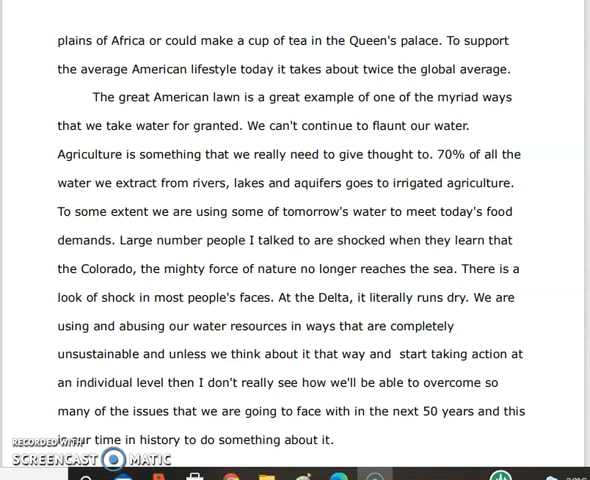 plains of Africa or could make a cup of tea in the Queen's palace. To support
the average American lifestyle today it takes about twice the global average.
The great American lawn is a great example of one of the myriad ways
that we take water for granted. We can't continue to flaunt our water.
Agriculture is something that we really need to give thought to. 70% of all the
water we extract from rivers, lakes and aquifers goes to irrigated agriculture.
To some extent we are using some of tomorrow's water to meet today's food
demands. Large number people I talked to are shocked when they learn that
the Colorado, the mighty force of nature no longer reaches the sea. There is a
look of shock in most people's faces. At the Delta, it literally runs dry. We are
using and abusing our water resources in ways that are completely
unsustainable and unless we think about it that way and  start taking action at
an individual level then I don't really see how we'll be able to overcome so
many of the issues that we are going to face with in the next 50 years and this
time in history to do something about it.
RECORDED WITH
SCREENCAST MATIC